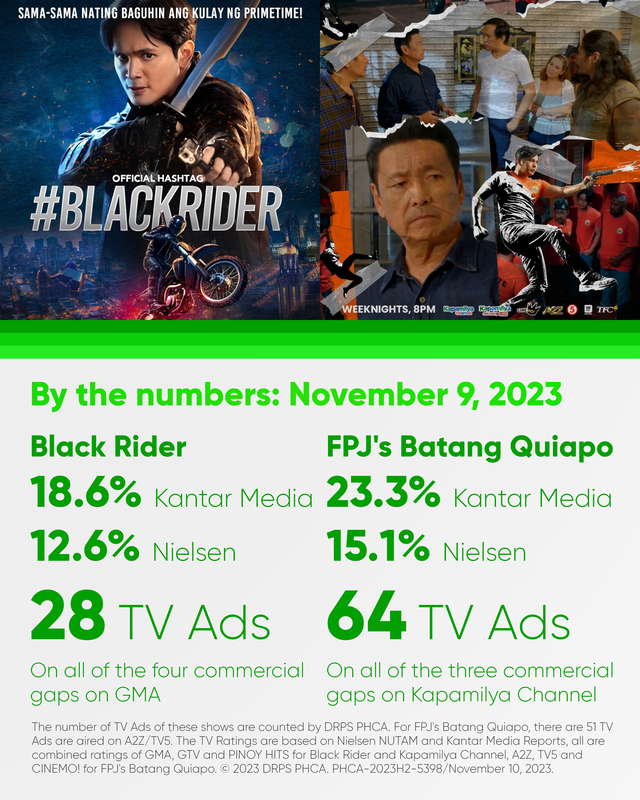 SAMA-SAMA NATING BAGUHIN ANG KULAY NG PRIMETIME!
OFFICIAL HASHTAG
#BLACKRIDER
WEEKNIGHTS, 8PM
By the numbers: November 9, 2023
Black Rider
18.6% Kantar Media
12.6% Nielsen
28 TV Ads
On all of the four commercial
gaps on GMA
FPJ's Batang Quiapo
23.3% Kantar Media
15.1% Nielsen
64 TV Ads
On all of the three commercial
gaps on Kapamilya Channel
The number of TV Ads of these shows are counted by DRPS PHCA. For FPJ's Batang Quiapo, there are 51 TV
Ads are aired on A2Z/TV5. The TV Ratings are based on Nielsen NUTAM and Kantar Media Reports, all are
combined ratings of GMA, GTV and PINOY HITS for Black Rider and Kapamilya Channel, A2Z, TV5 and
CINEMO! for FPJ's Batang Quiapo. © 2023 DRPS PHCA. PHCA-2023H2-5398/November 10, 2023.